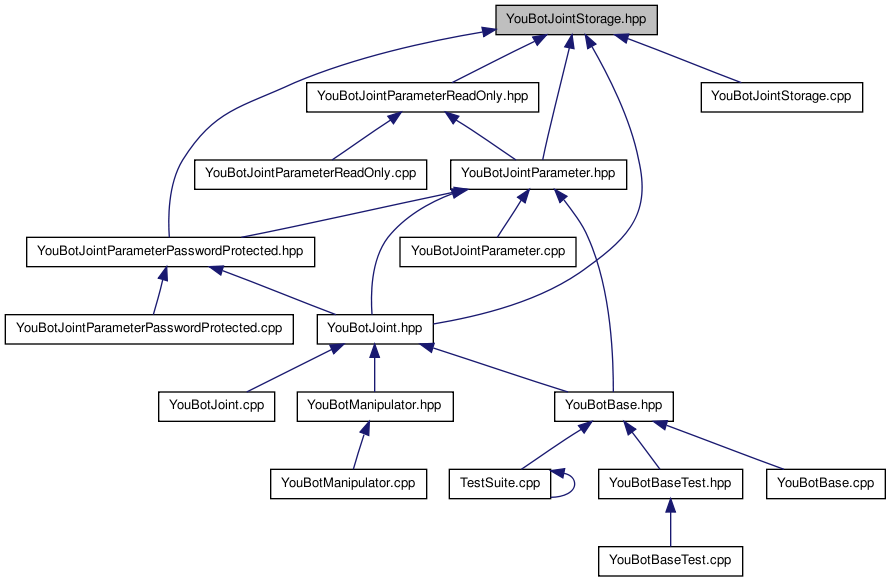 YouBotJointStorage.hpp
YouBotJointParameterReadOnly.hpp
YouBotJointStorage.cpp
YouBotJointParameterReadOnly.cpp
YouBotJointParameter.hpp
YouBotJointParameterPasswordProtected.hpp
YouBotJointParameter.cpp
YouBotJointParameterPasswordProtected.cpp
YouBotJoint.hpp
YouBotJoint.cpp
YouBotManipulator.hpp
YouBotBase.hpp
YouBotManipulator.cpp
TestSuite.cpp
YouBotBaseTest.hpp
YouBotBase.cpp
YouBotBaseTest.cpp